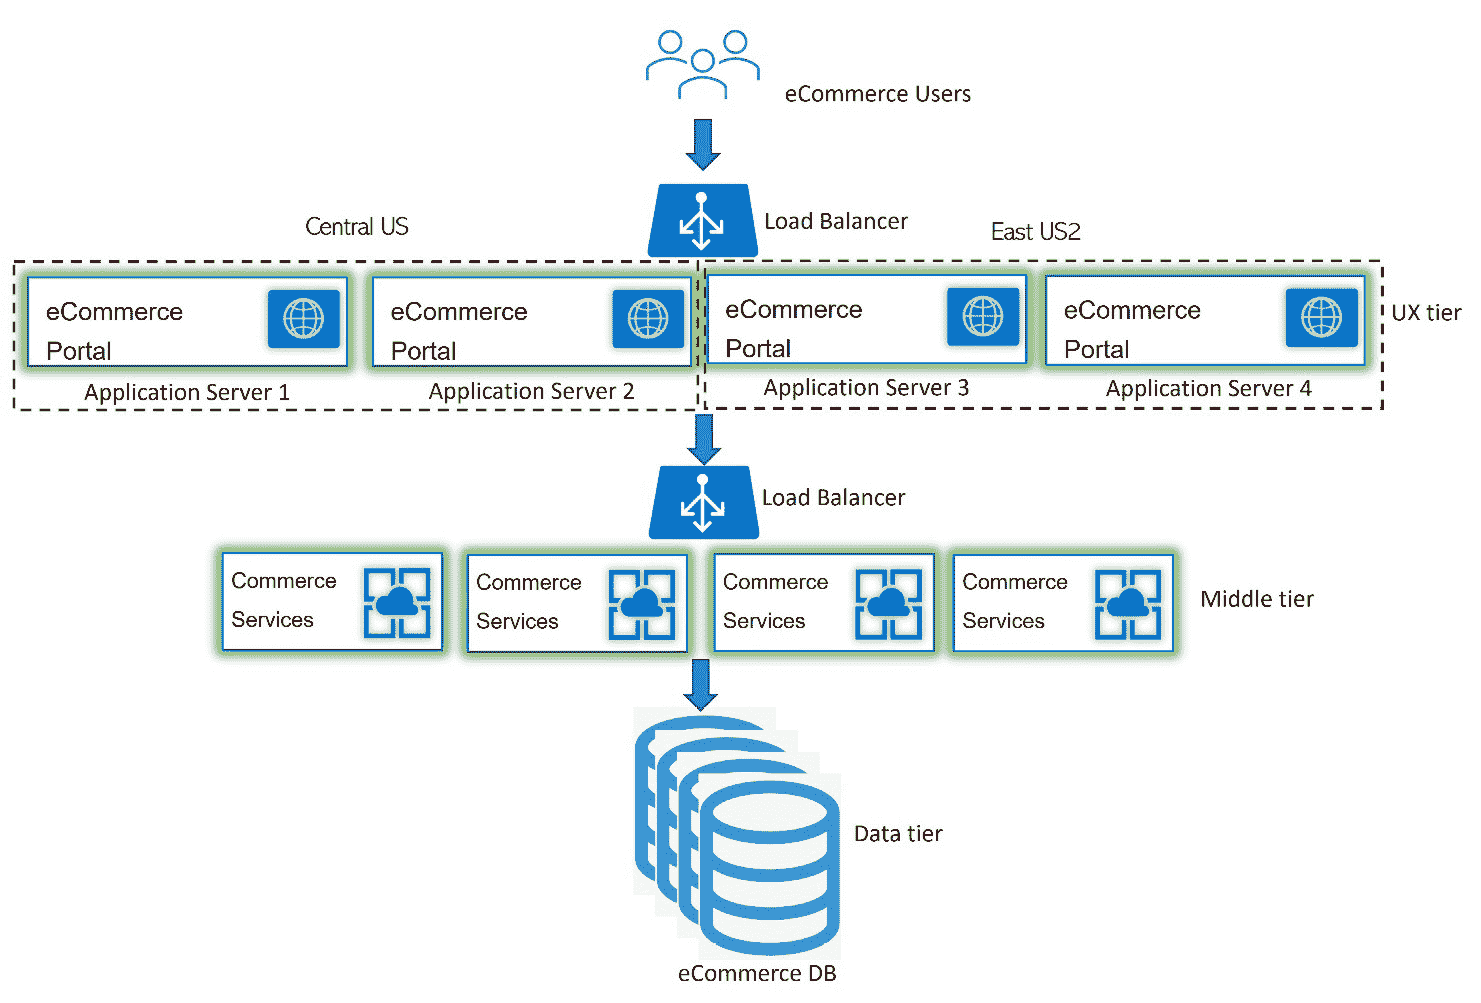 eCommerce Users
Load Balancer
Central US
East US2
eCommerce
Portal
Application Server 1
eCommerce
Portal
Application Server 2
eCommerce
Portal
Application Server 3
eCommerce
Portal
Application Server 4
UX tier
Load Balancer
Commerce
Services
Commerce
Services
Commerce
Services
Commerce
Services
Middle tier
Data tier
eCommerce DB